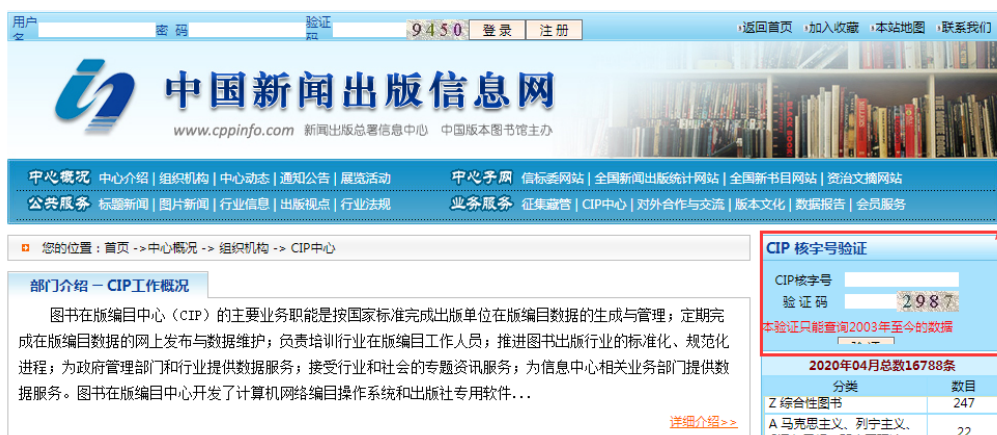 用户名 密 码 验证码 9450 登 录 注 册 返回首页 加入收藏 本站地图 联系我们
中国新闻出版信息网
www.cppinfo.com 新闻出版总署信息中心 中国版本图书馆主办
中心概况 中心介绍 | 组织机构 | 中心动态 | 通知公告 | 展览活动 中心子网 信标委网站 | 全国新闻出版统计网站 | 全国新书目网站 | 资治文摘网站
公共服务 标题新闻 | 图片新闻 | 行业信息 | 出版视点 | 行业法规 业务服务 征集藏管 | CIP中心 | 对外合作与交流 | 版本文化 | 数据报告 | 会员服务
您的位置：首页 ->中心概况 -> 组织机构 -> CIP中心
部门介绍 － CIP工作概况
图书在版编目中心（CIP）的主要业务职能是按国家标准完成出版单位在版编目数据的生成与管理；定期完
成在版编目数据的网上发布与数据维护；负责培训行业在版编目工作人员；推进图书出版行业的标准化、规范化
进程；为政府管理部门和行业提供数据服务；接受行业和社会的专题资讯服务；为信息中心相关业务部门提供数
据服务。图书在版编目中心开发了计算机网络编目操作系统和出版社专用软件...
详细介绍>>
CIP 核字号验证
CIP核字号
验 证 码 2987
本验证只能查询2003年至今的数据
2020年04月总数16788条
分类 数目
Z 综合性图书 247
A 马克思主义、列宁主义、 22